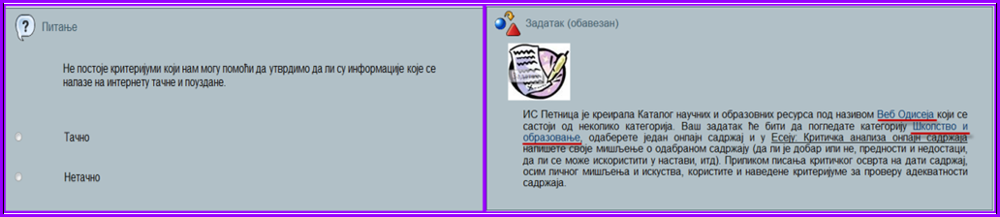 Питање
Не постоје критеријуми који нам могу помоћи да утврдимо да ли су информације које се
налазе на интернету тачне и поуздане.
Тачно
Нетачно
Задатак (обавезан)
ИС Петница је креирала Каталог научних и образовних ресурса под називом Веб Одисеја који се
састоји од неколико категорија. Ваш задатак ће бити да погледате категорију Школство и
образовање, одаберете један онлајн садржај и у Есеју: Критичка анализа онлајн садржаја
напишете своје мишљење о одабраном садржају (да ли је добар или не, предности и недостаци,
да ли се може искористити у настави, итд). Приликом писања критичког осврта на дати садржај,
осим личног мишљења и искуства, користите и наведене критеријуме за проверу адекватности
садржаја.